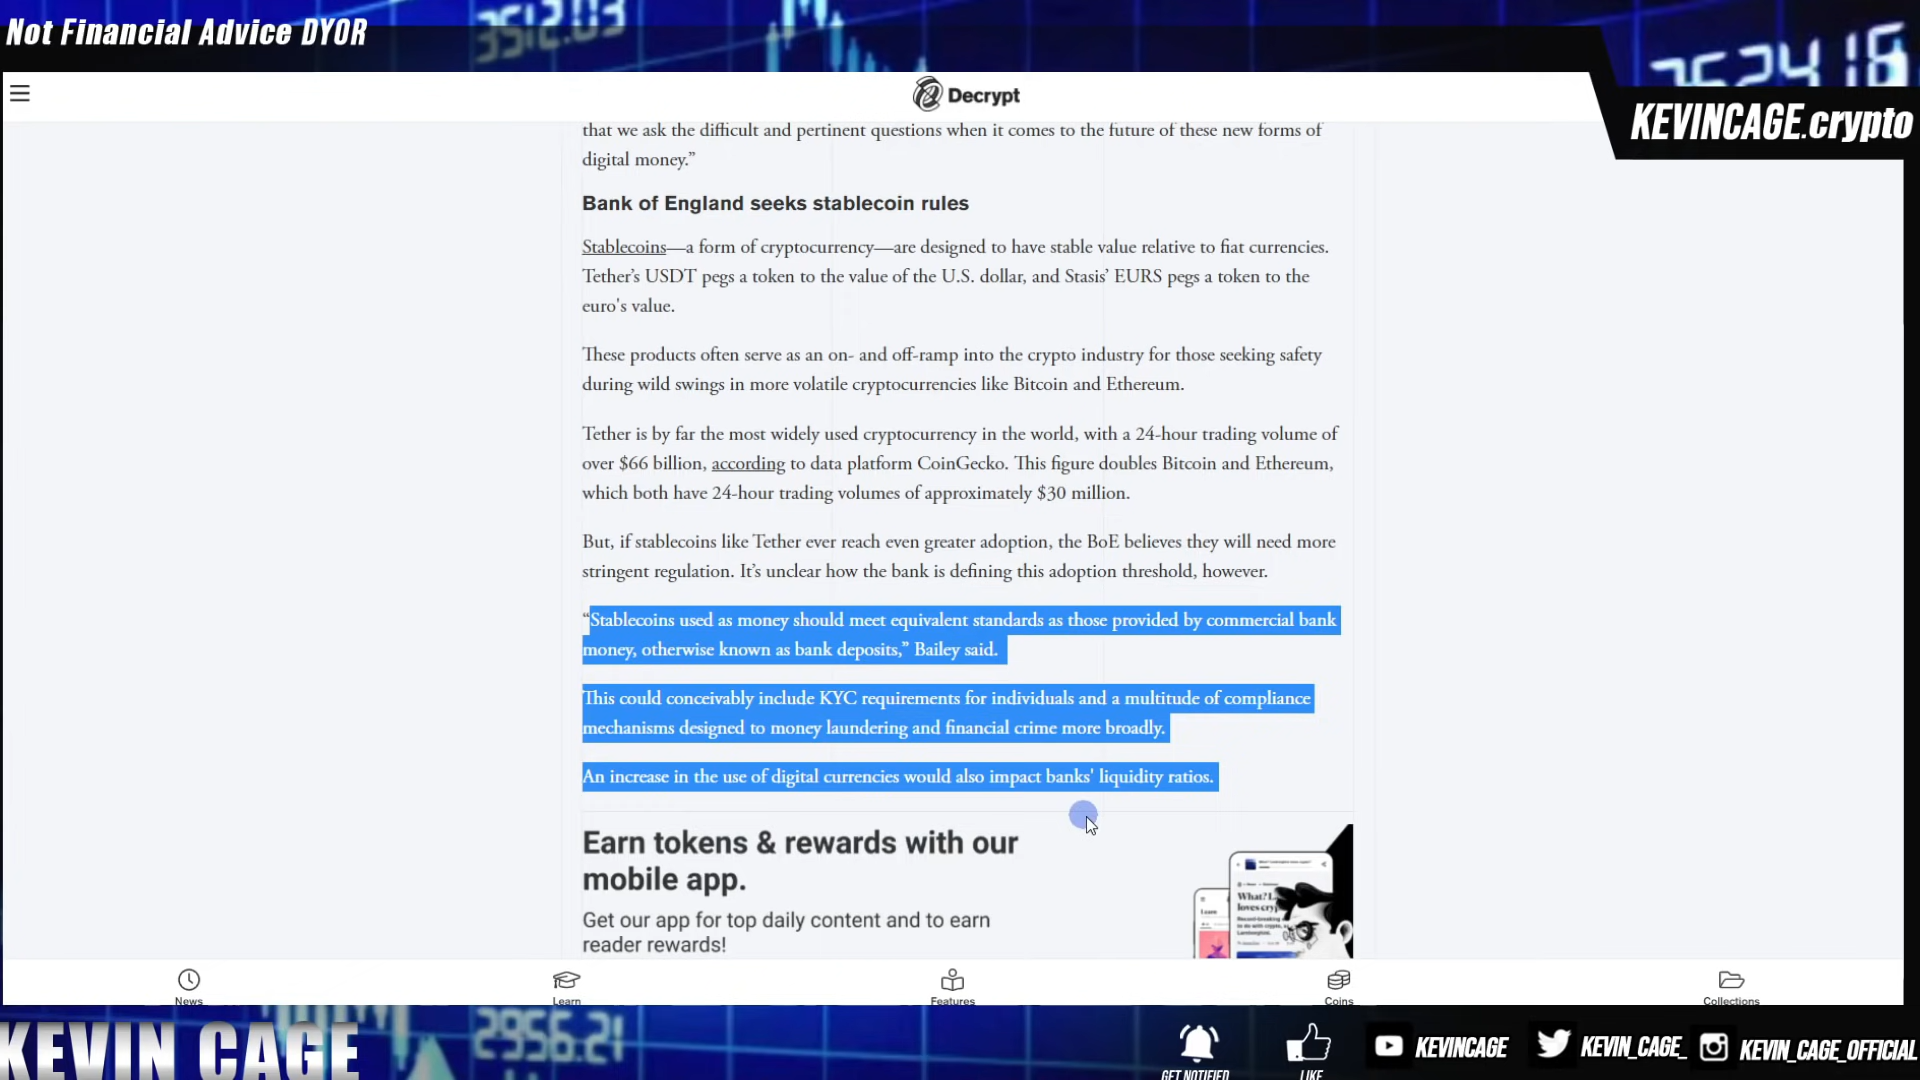 3512.03
Not Financial Advice DYOR
752416
Decrypt
KEVINCAGE.crypto
that we ask the difficult and pertinent questions when it comes to the future of these new forms of
digital money.”
Bank of England seeks stablecoin rules
Stablecoins—a form of cryptocurrency—are designed to have stable value relative to fiat currencies.
Tether’s USDT pegs a token to the value of the U.S. dollar, and Stasis’ EURS pegs a token to the
euro's value.
These products often serve as an on- and off-ramp into the crypto industry for those seeking safety
during wild swings in more volatile cryptocurrencies like Bitcoin and Ethereum.
Tether is by far the most widely used cryptocurrency in the world, with a 24-hour trading volume of
over $66 billion, according to data platform CoinGecko. This figure doubles Bitcoin and Ethereum,
which both have 24-hour trading volumes of approximately $30 million.
But, if stablecoins like Tether ever reach even greater adoption, the BoE believes they will need more
stringent regulation. It’s unclear how the bank is defining this adoption threshold, however.
“Stablecoins used as money should meet equivalent standards as those provided by commercial bank
money, otherwise known as bank deposits,” Bailey said.
This could conceivably include KYC requirements for individuals and a multitude of compliance
mechanisms designed to money laundering and financial crime more broadly.
An increase in the use of digital currencies would also impact banks' liquidity ratios.
Earn tokens & rewards with our
mobile app.
Get our app for top daily content and to earn
reader rewards!
Learn
What?
loves
News
Learn
Features
Coins
Collections
KEVIN CAGE
2956.21
GET NOTIFIED
LIKE
KEVINCAGE
KEVIN_CAGE_
KEVIN_CAGE_OFFICIAL